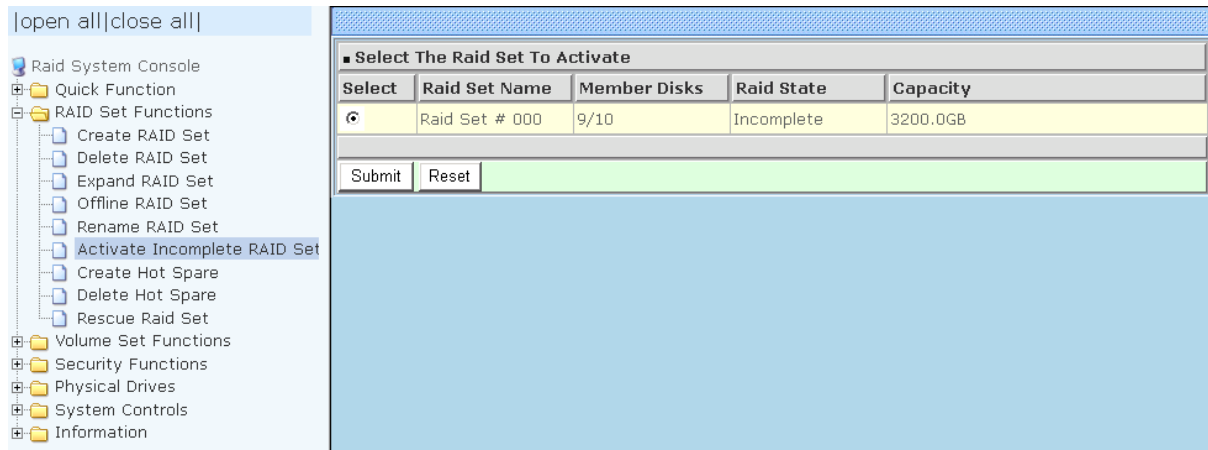 |open all|close all|
Raid System Console
Quick Function
RAID Set Functions
Create RAID Set
Delete RAID Set
Expand RAID Set
Offline RAID Set
Rename RAID Set
Activate Incomplete RAID Set
Create Hot Spare
Delete Hot Spare
Rescue Raid Set
Volume Set Functions
Security Functions
Physical Drives
System Controls
Information
Select The Raid Set To Activate
Select Raid Set Name Member Disks Raid State Capacity
Raid Set # 000 9/10 Incomplete 3200.0GB
Submit Reset